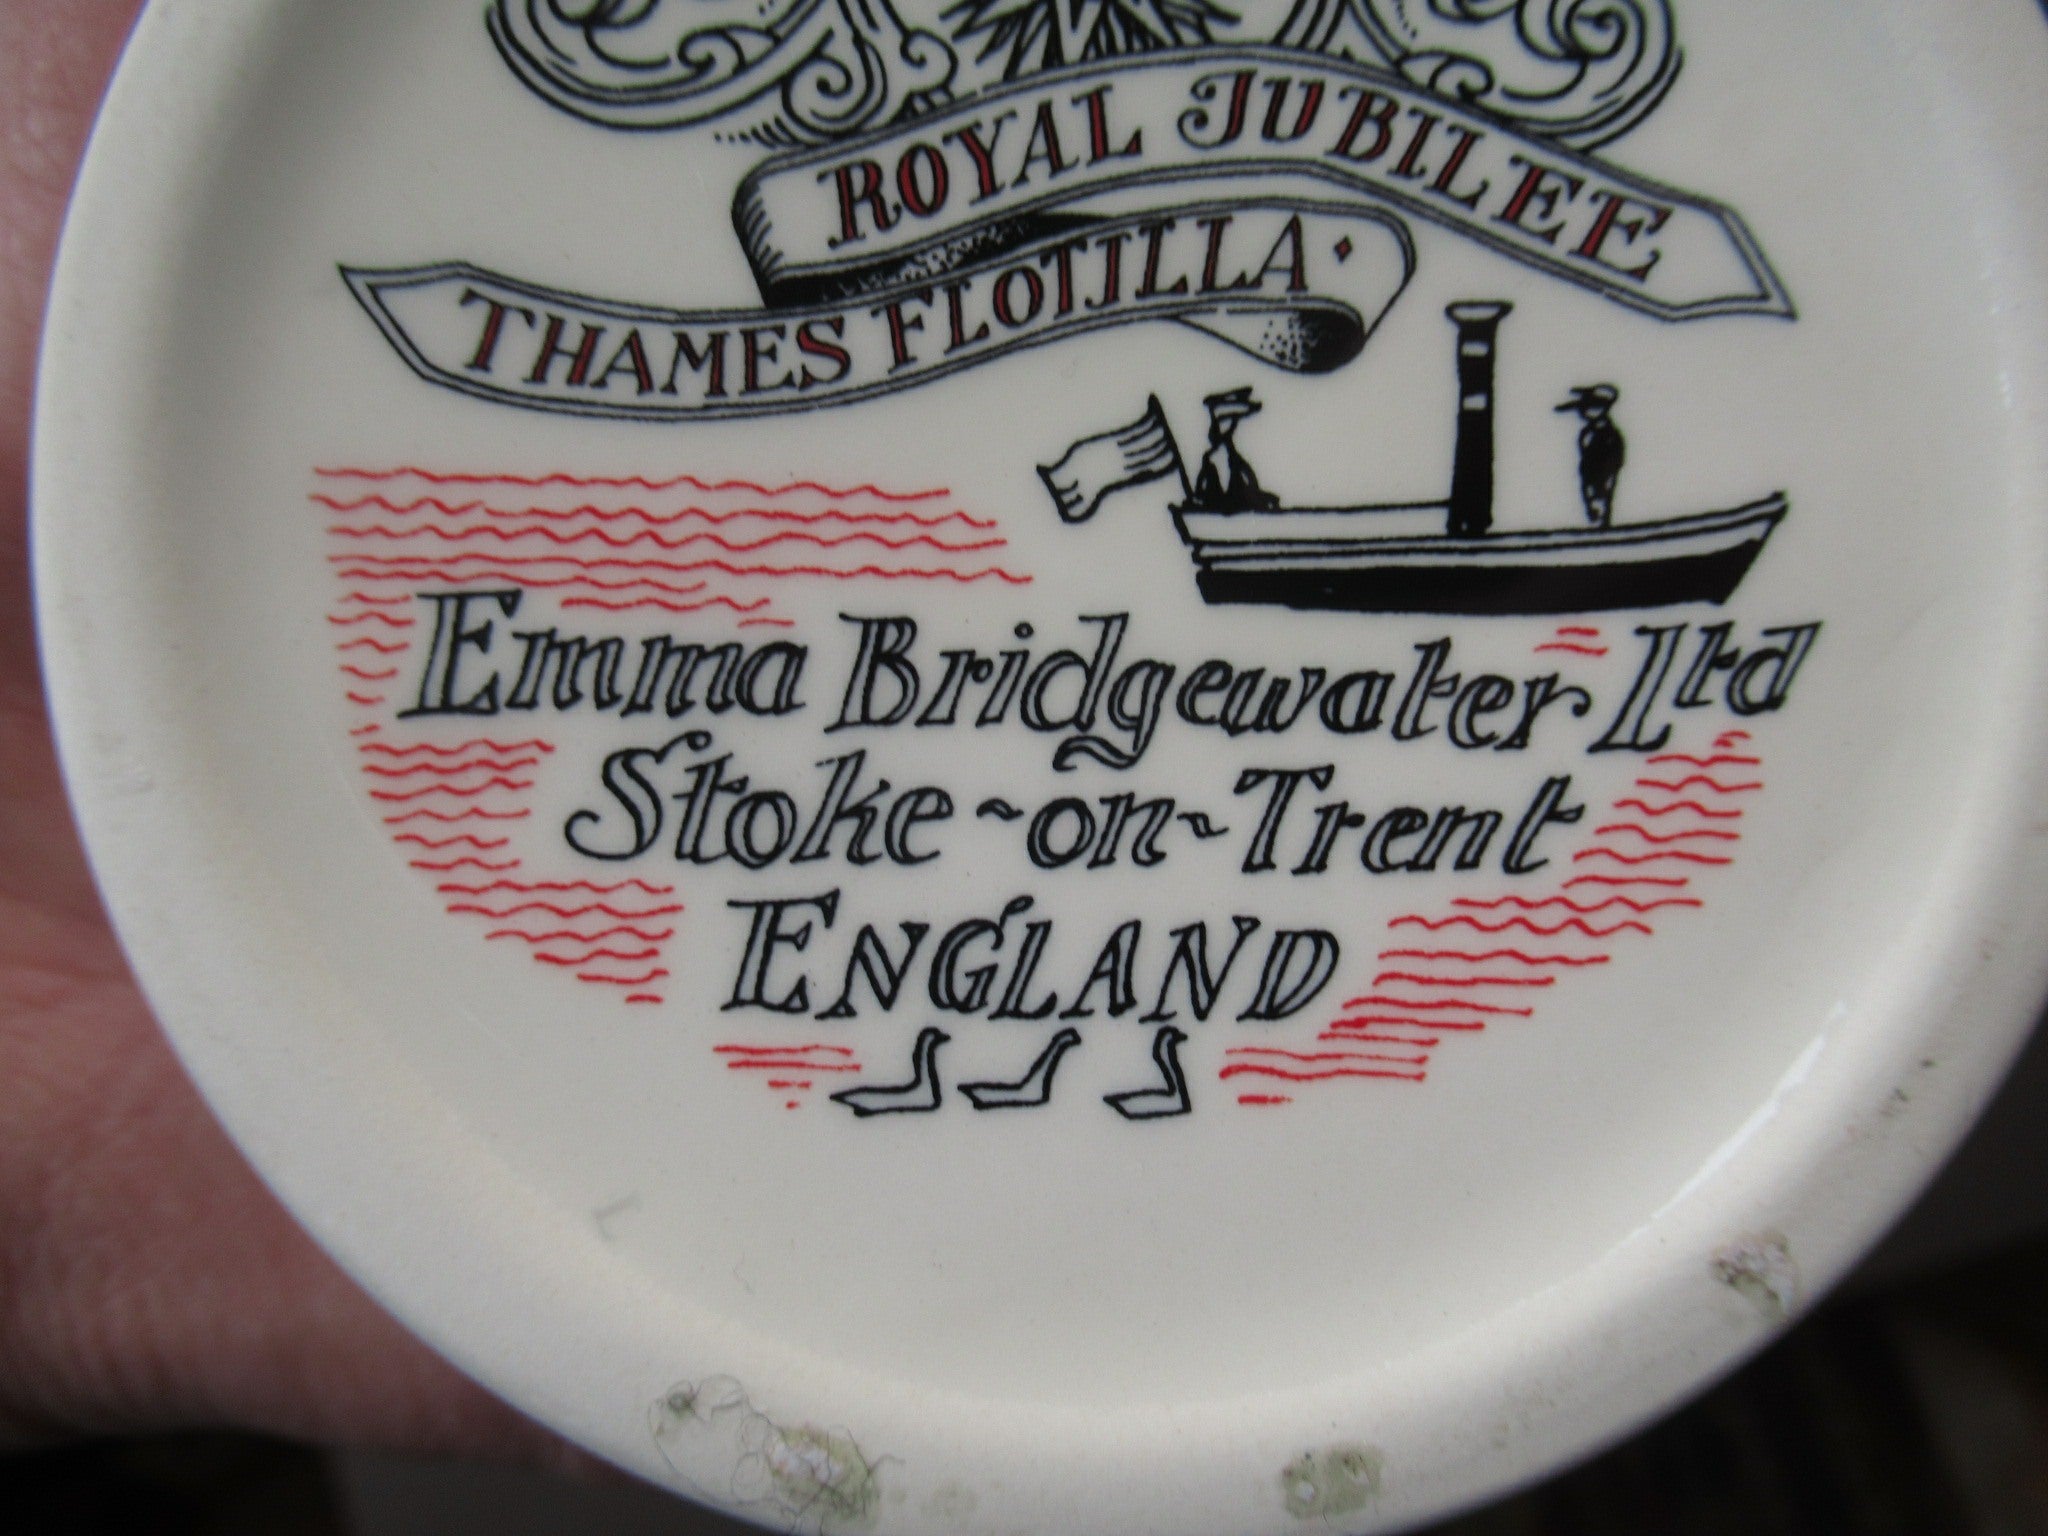 ROYAL JUBILEE
THAMES FLOTILLA
Emma Bridgewater Ltd
Stoke-on-Trent
ENGLAND